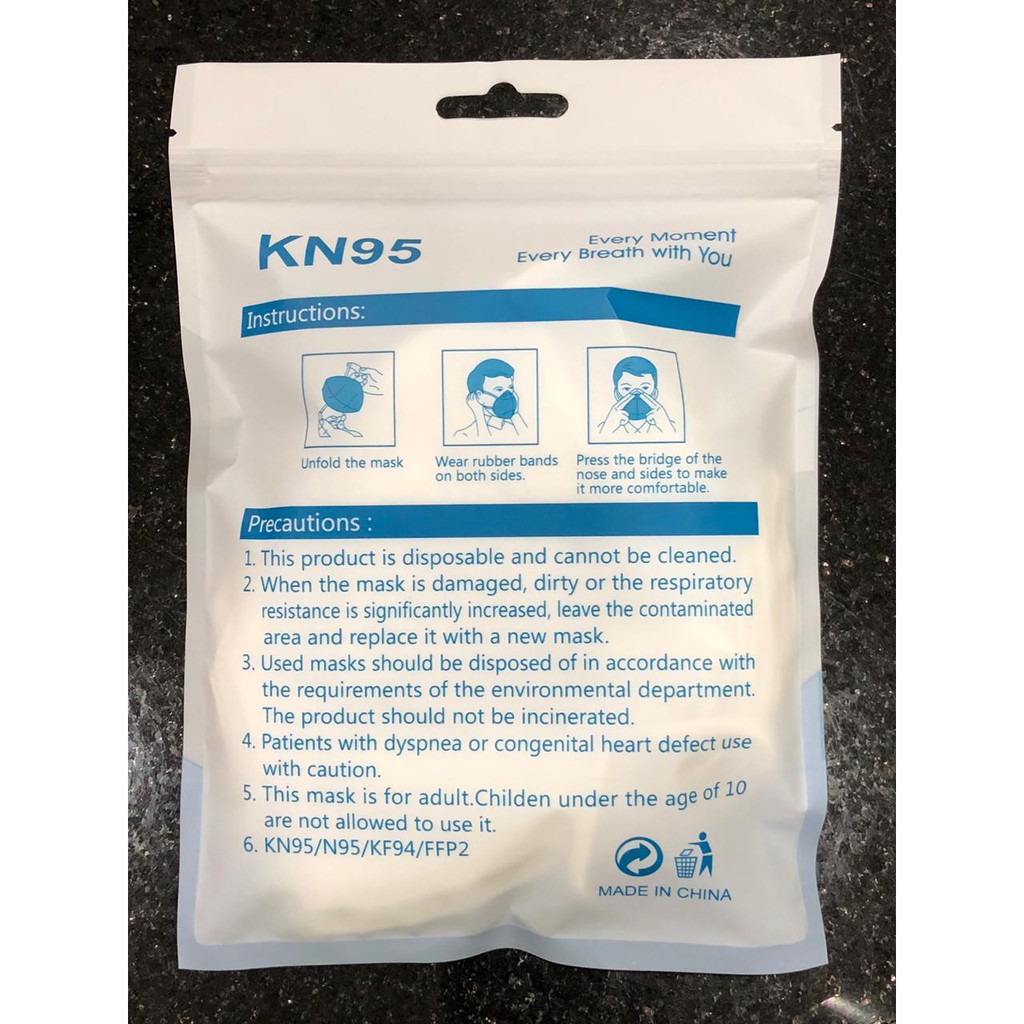 KN95
Every Moment
Every Breath with You
Instructions:
Unfold the mask
Wear rubber bands
on both sides.
Press the bridge of the
nose and sides to make
it more comfortable.
Precautions :
1. This product is disposable and cannot be cleaned.
2. When the mask is damaged, dirty or the respiratory
resistance is significantly increased, leave the contaminated
area and replace it with a new mask.
3. Used masks should be disposed of in accordance with
the requirements of the environmental department.
The product should not be incinerated.
4. Patients with dyspnea or congenital heart defect use
with caution.
5. This mask is for adult.Childen under the age of 10
are not allowed to use it.
6. KN95/N95/KF94/FFP2
MADE IN CHINA